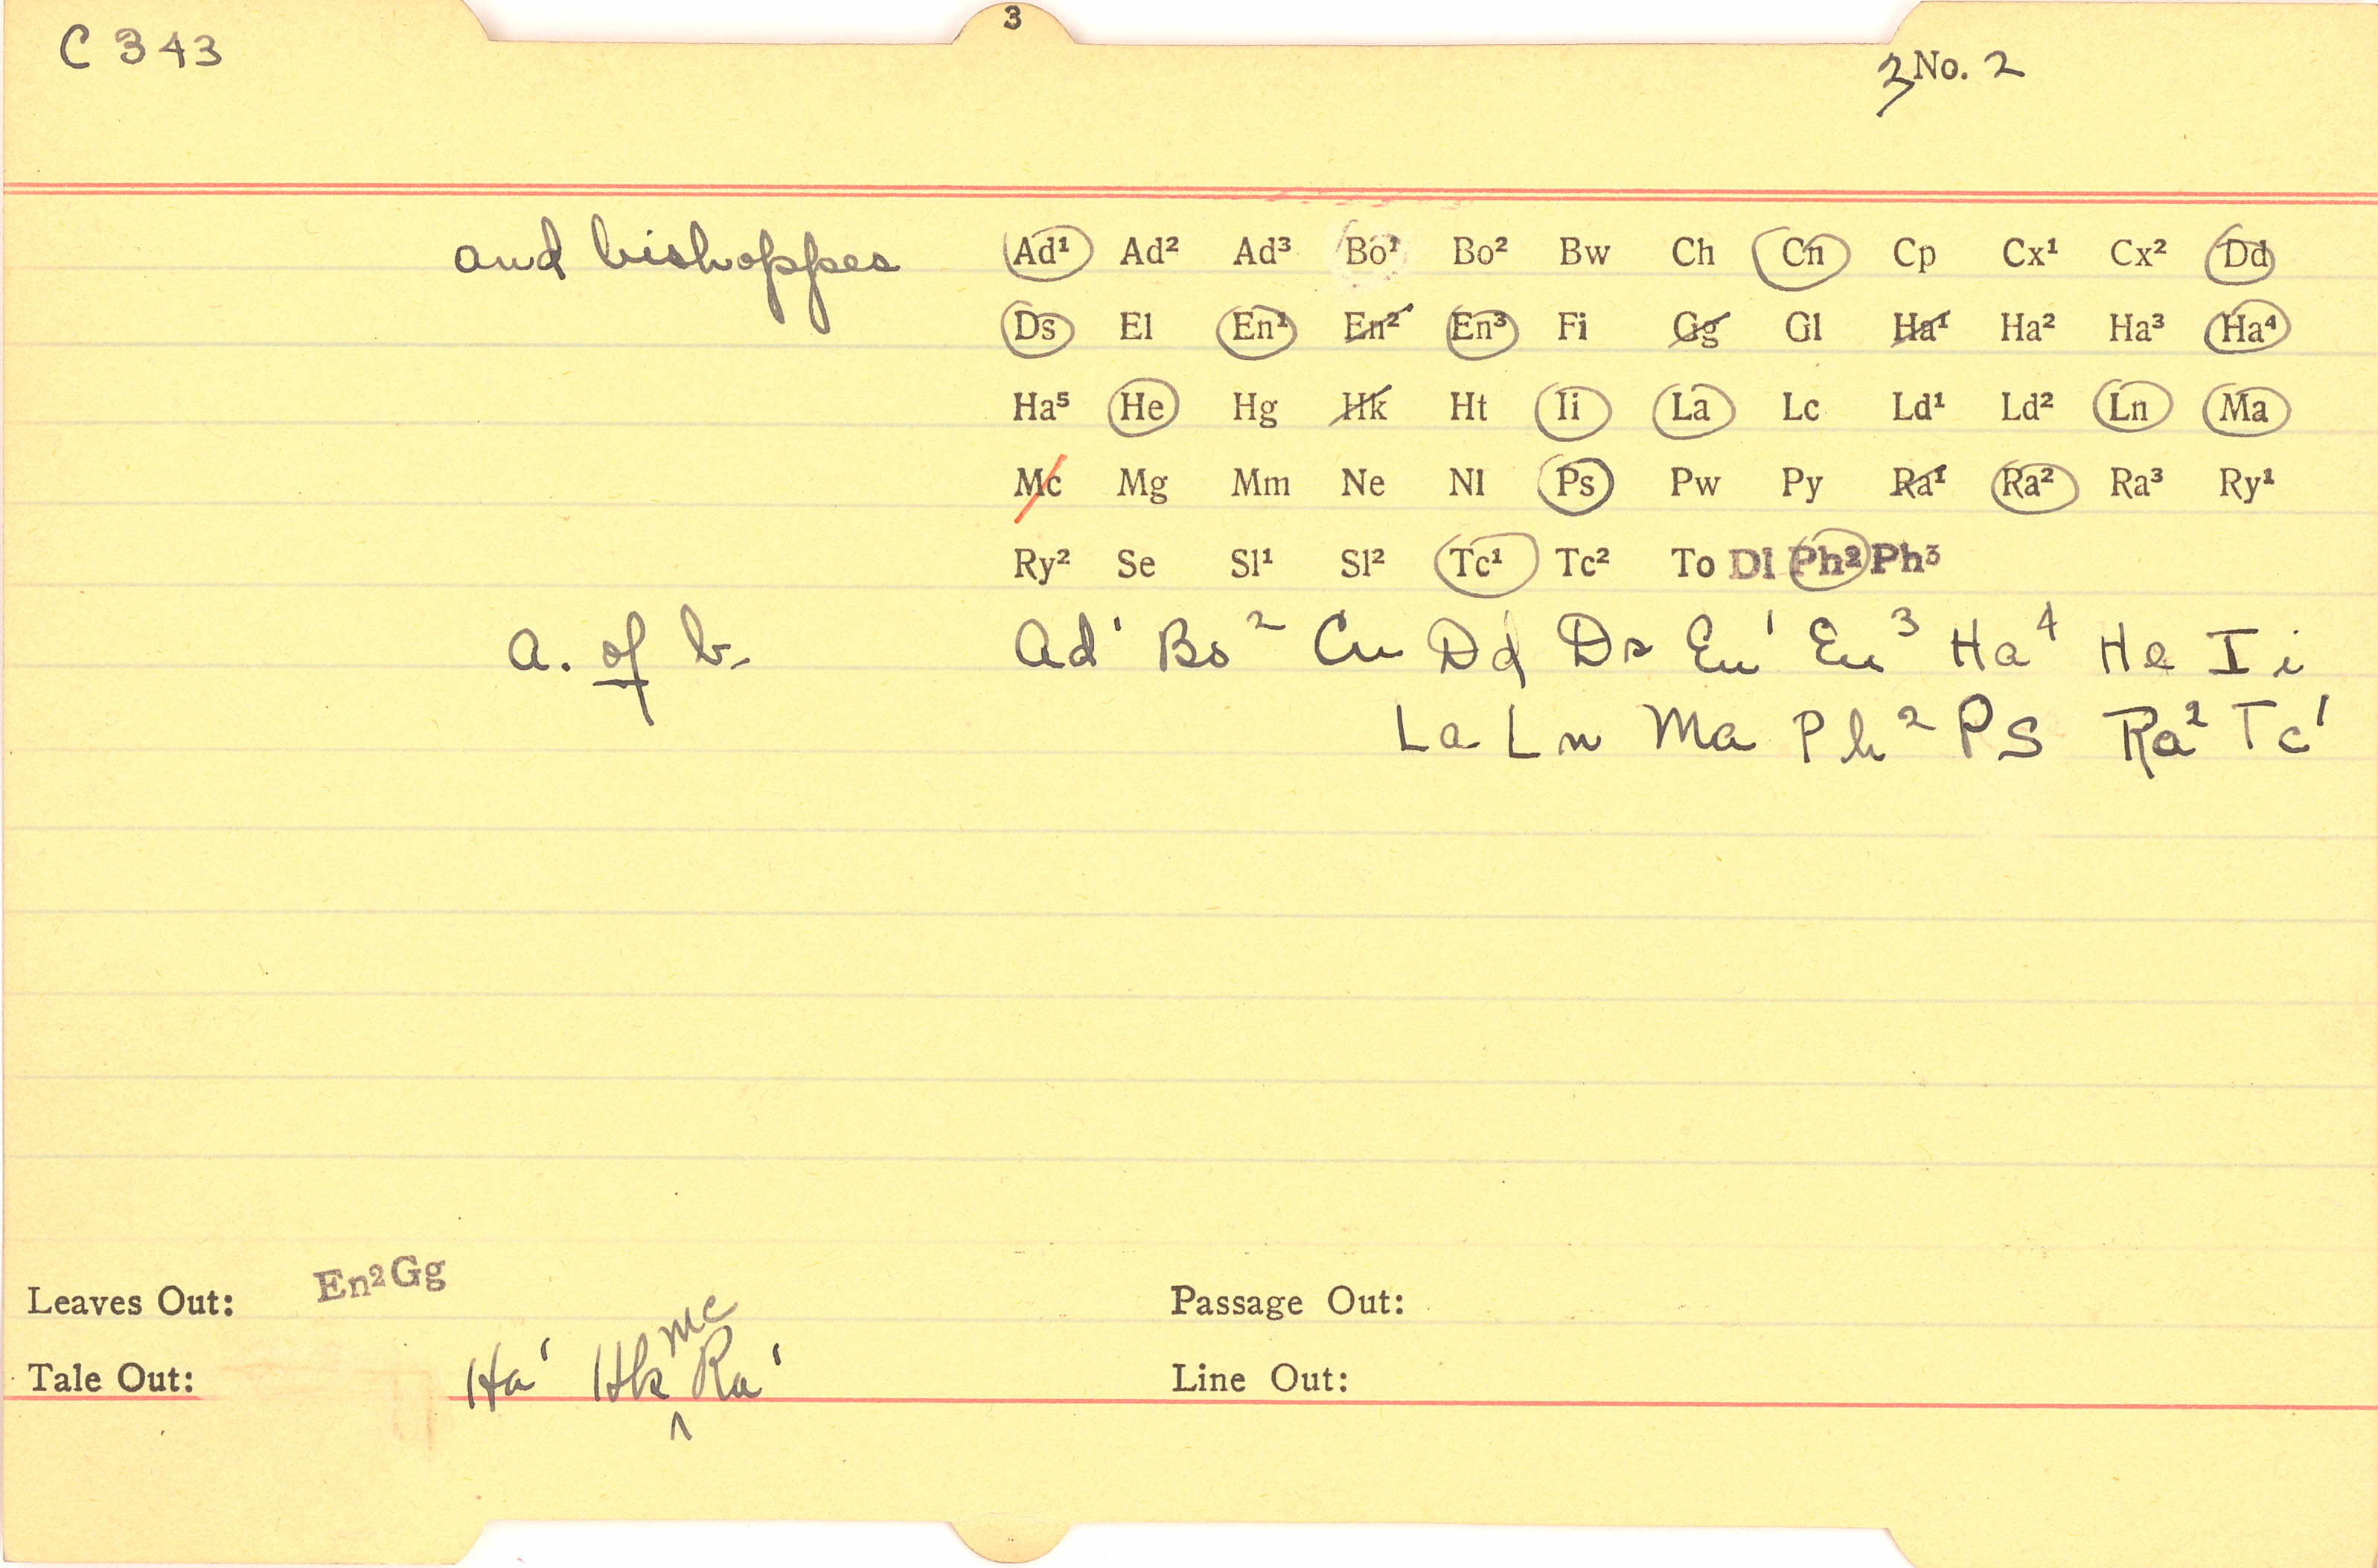 3
C 343
3 No. 2
and bishoppes Ad¹ Ad² Ad³ Bo¹ Bo² Bw Ch Cn Cp Cx¹ Cx² Dd
Ds El En¹ En² En³ Fi Gg Gl Ha¹ Ha² Ha³ Ha⁴
Ha⁵ He Hg Hk Ht Ii La Lc Ld¹ Ld² Ln Ma
Mc Mg Mm Ne Nl Ps Pw Py Ra¹ Ra² Ra³ Ry¹
Ry² Se Sl¹ Sl² Tc¹ Tc² To Dl Ph² Ph³
a. of b. Ad¹ Bo² Cn Dd Ds En¹ En³ Ha⁴ He Ii
La Ln Ma Ph² Ps Ra² Tc¹
Leaves Out: En²Gg Passage Out:
Tale Out: Ha¹ Hk Mc Ra¹ Line Out: